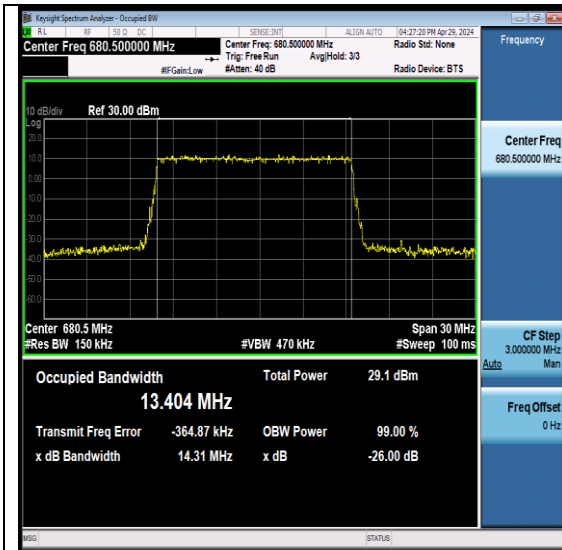 Keysight Spectrum Analyzer - Occupied BW
RL RF 50 Ω DC SENSE:INT ALIGN AUTO 04:27:20 PM Apr 29, 2024
Center Freq 680.500000 MHz
Center Freq: 680.500000 MHz
Radio Std: None
Trig: Free Run Avg|Hold: 3/3
#IFGain:Low #Atten: 40 dB Radio Device: BTS
Frequency
10 dB/div Ref 30.00 dBm
Log
20.0
10.0
0.00
-10.0
-20.0
-30.0
-40.0
-50.0
-60.0
Center Freq
680.500000 MHz
Center 680.5 MHz Span 30 MHz
#Res BW 150 kHz #VBW 470 kHz #Sweep 100 ms
CF Step
3.000000 MHz
Auto Man
Occupied Bandwidth Total Power 29.1 dBm
13.404 MHz
Transmit Freq Error -364.87 kHz OBW Power 99.00 %
x dB Bandwidth 14.31 MHz x dB -26.00 dB
Freq Offset
0 Hz
MSG STATUS